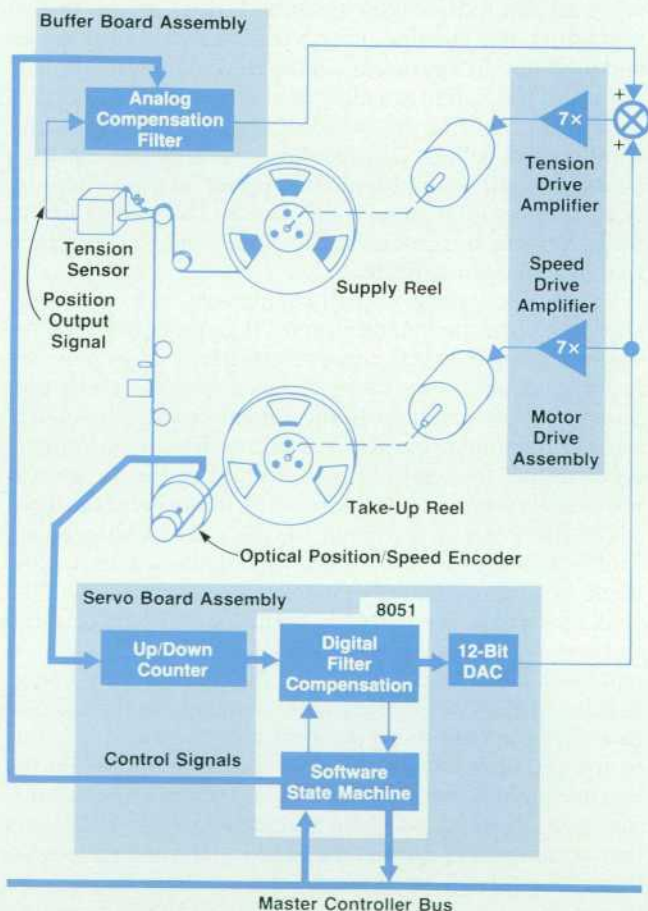 Buffer Board Assembly
Analog
Compensation
Filter
+
7×
+
Tension
Drive
Amplifier
Tension
Sensor
Position
Output
Signal
Supply Reel
Speed
Drive
Amplifier
7×
Motor
Drive
Assembly
Take-Up Reel
Optical Position/Speed Encoder
Servo Board Assembly
8051
Up/Down
Counter
Digital
Filter
Compensation
12-Bit
DAC
Control Signals
Software
State Machine
Master Controller Bus